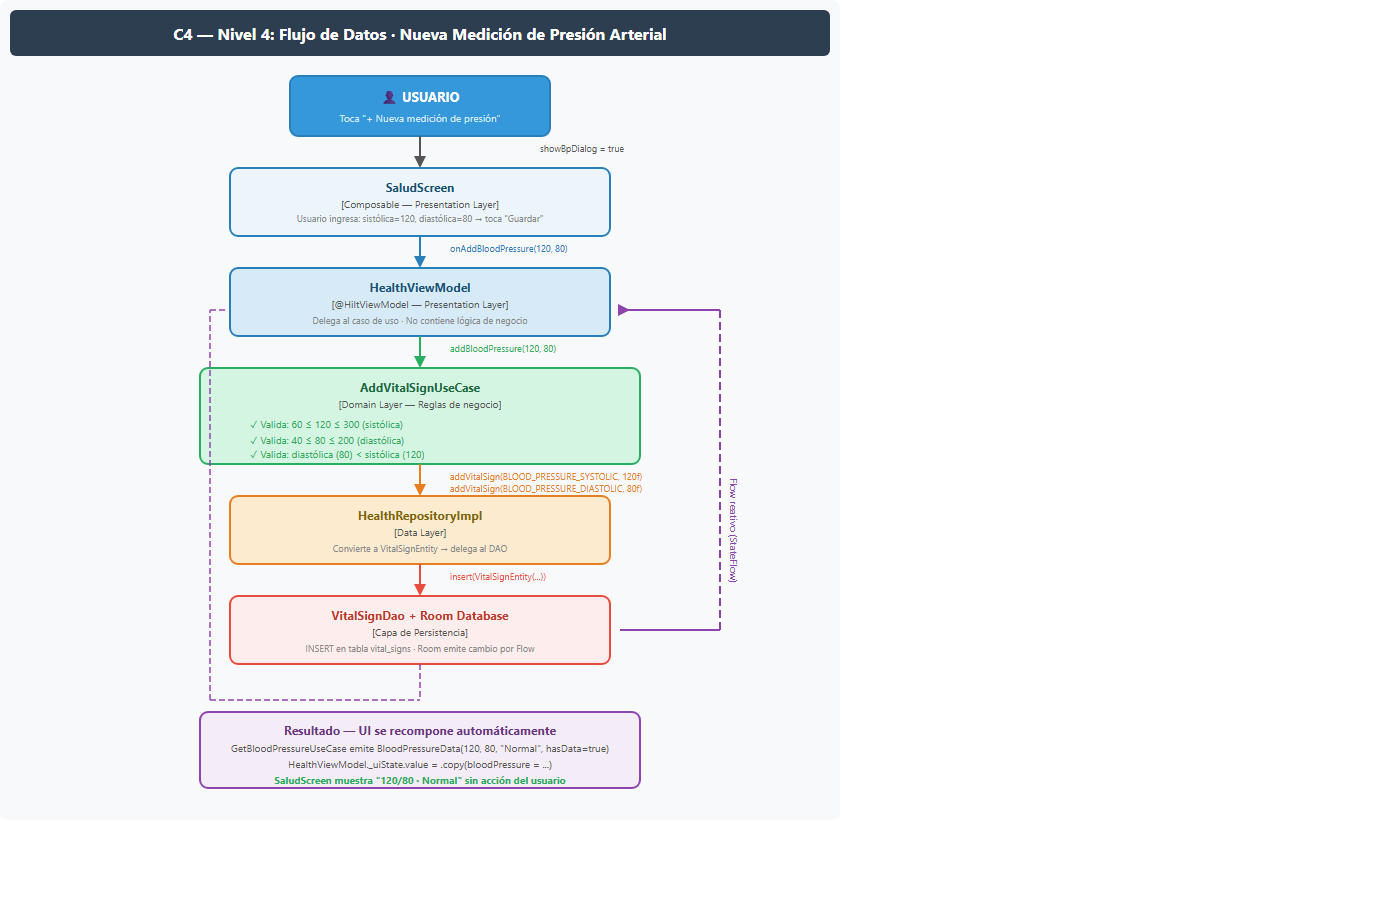 C4 — Nivel 4: Flujo de Datos · Nueva Medición de Presión Arterial
USUARIO
Toca "+ Nueva medición de presión"
showBpDialog = true
SaludScreen
[Composable — Presentation Layer]
Usuario ingresa: sistólica=120, diastólica=80 → toca "Guardar"
onAddBloodPressure(120, 80)
HealthViewModel
[@HiltViewModel — Presentation Layer]
Delega al caso de uso · No contiene lógica de negocio
addBloodPressure(120, 80)
AddVitalSignUseCase
[Domain Layer — Reglas de negocio]
✓ Valida: 60 ≤ 120 ≤ 300 (sistólica)
✓ Valida: 40 ≤ 80 ≤ 200 (diastólica)
✓ Valida: diastólica (80) < sistólica (120)
addVitalSign(BLOOD_PRESSURE_SYSTOLIC, 120f)
addVitalSign(BLOOD_PRESSURE_DIASTOLIC, 80f)
HealthRepositoryImpl
[Data Layer]
Convierte a VitalSignEntity → delega al DAO
insert(VitalSignEntity(...))
VitalSignDao + Room Database
[Capa de Persistencia]
INSERT en tabla vital_signs · Room emite cambio por Flow
Flow reativo (StateFlow)
Resultado — UI se recompone automáticamente
GetBloodPressureUseCase emite BloodPressureData(120, 80, "Normal", hasData=true)
HealthViewModel._uiState.value = .copy(bloodPressure = ...)
SaludScreen muestra "120/80 · Normal" sin acción del usuario